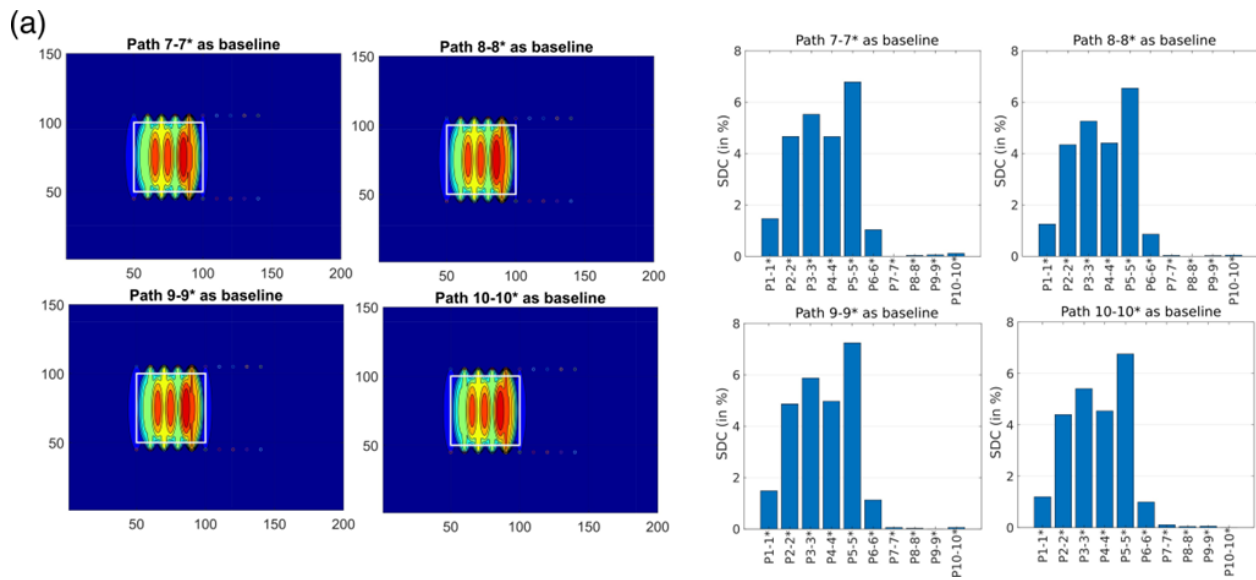 (a)
Path 7-7* as baseline
150
100
50
50 100 150 200
Path 8-8* as baseline
150
100
50
50 100 150 200
Path 9-9* as baseline
150
100
50
50 100 150 200
Path 10-10* as baseline
150
100
50
50 100 150 200
Path 7-7* as baseline
SDC (in %)
8
6
4
2
0
P1-1* P2-2* P3-3* P4-4* P5-5* P6-6* P7-7* P8-8* P9-9* P10-10*
Path 8-8* as baseline
SDC (in %)
8
6
4
2
0
P1-1* P2-2* P3-3* P4-4* P5-5* P6-6* P7-7* P8-8* P9-9* P10-10*
Path 9-9* as baseline
SDC (in %)
8
6
4
2
0
P1-1* P2-2* P3-3* P4-4* P5-5* P6-6* P7-7* P8-8* P9-9* P10-10*
Path 10-10* as baseline
SDC (in %)
8
6
4
2
0
P1-1* P2-2* P3-3* P4-4* P5-5* P6-6* P7-7* P8-8* P9-9* P10-10*